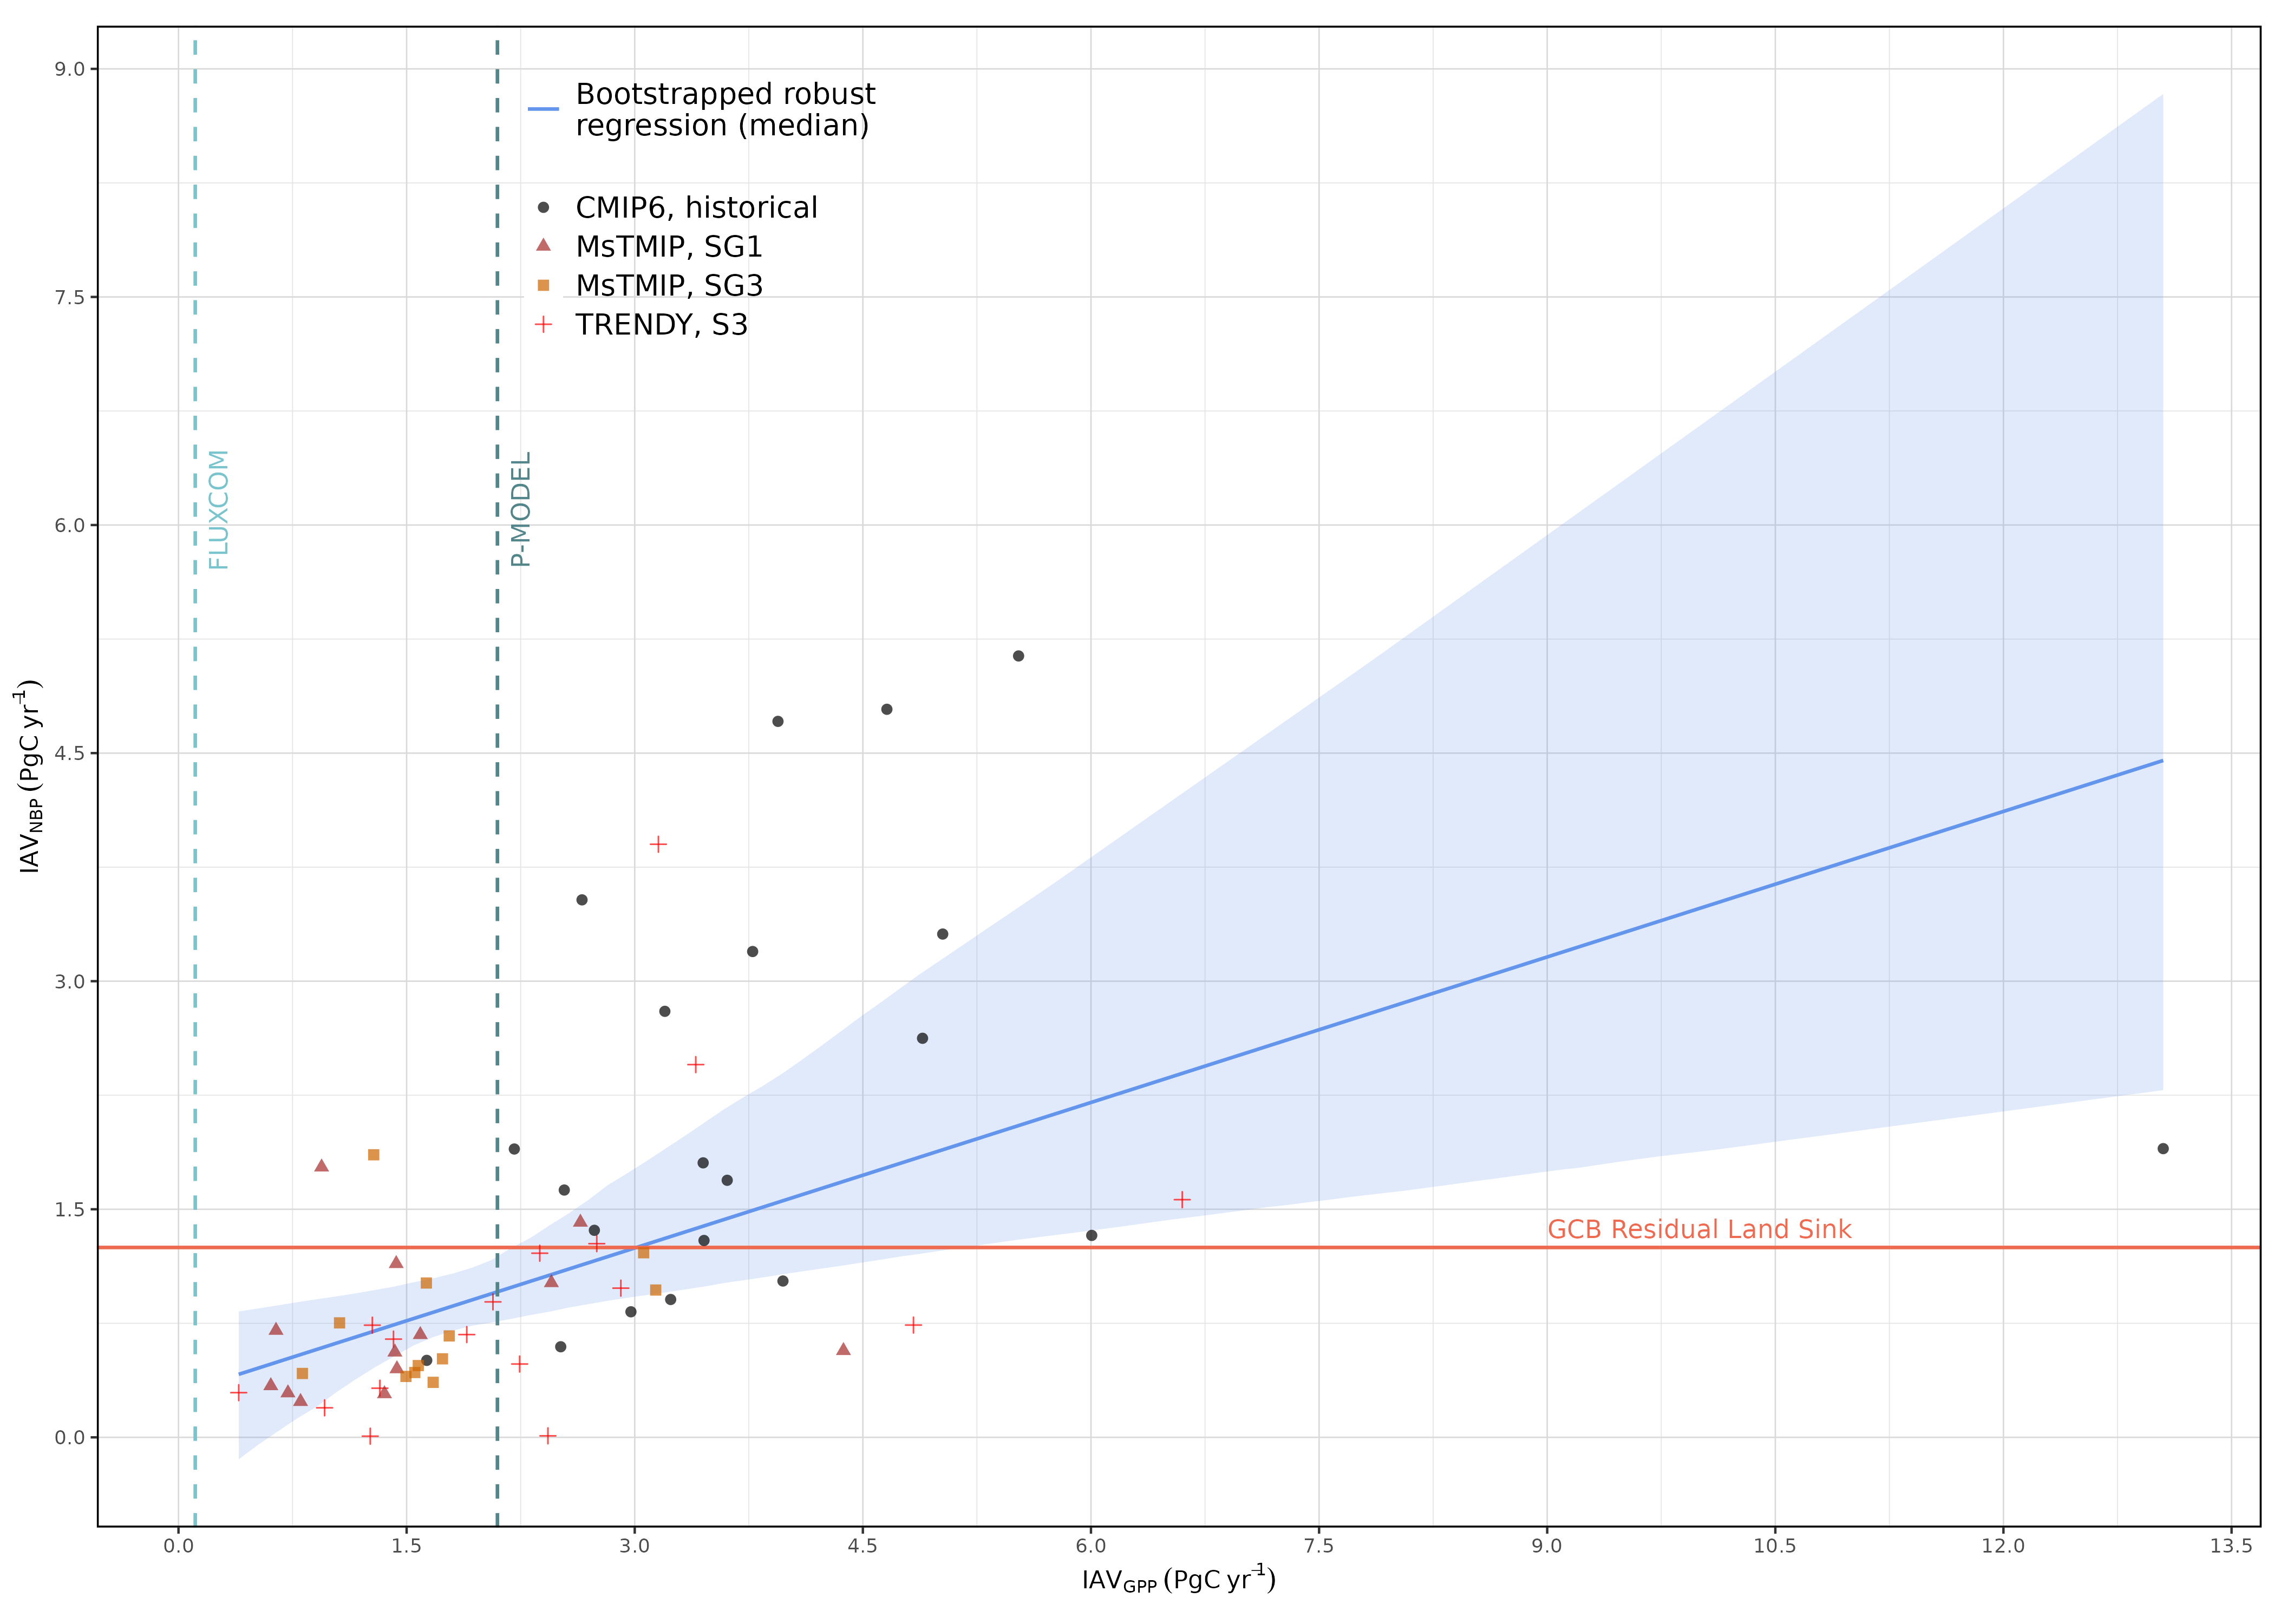 9.0
7.5
6.0
4.5
3.0
1.5
0.0
IAV_NBP (PgC yr⁻¹)
Bootstrapped robust
regression (median)
CMIP6, historical
MsTMIP, SG1
MsTMIP, SG3
TRENDY, S3
FLUXCOM
P-MODEL
GCB Residual Land Sink
0.0 1.5 3.0 4.5 6.0 7.5 9.0 10.5 12.0 13.5
IAV_GPP (PgC yr⁻¹)